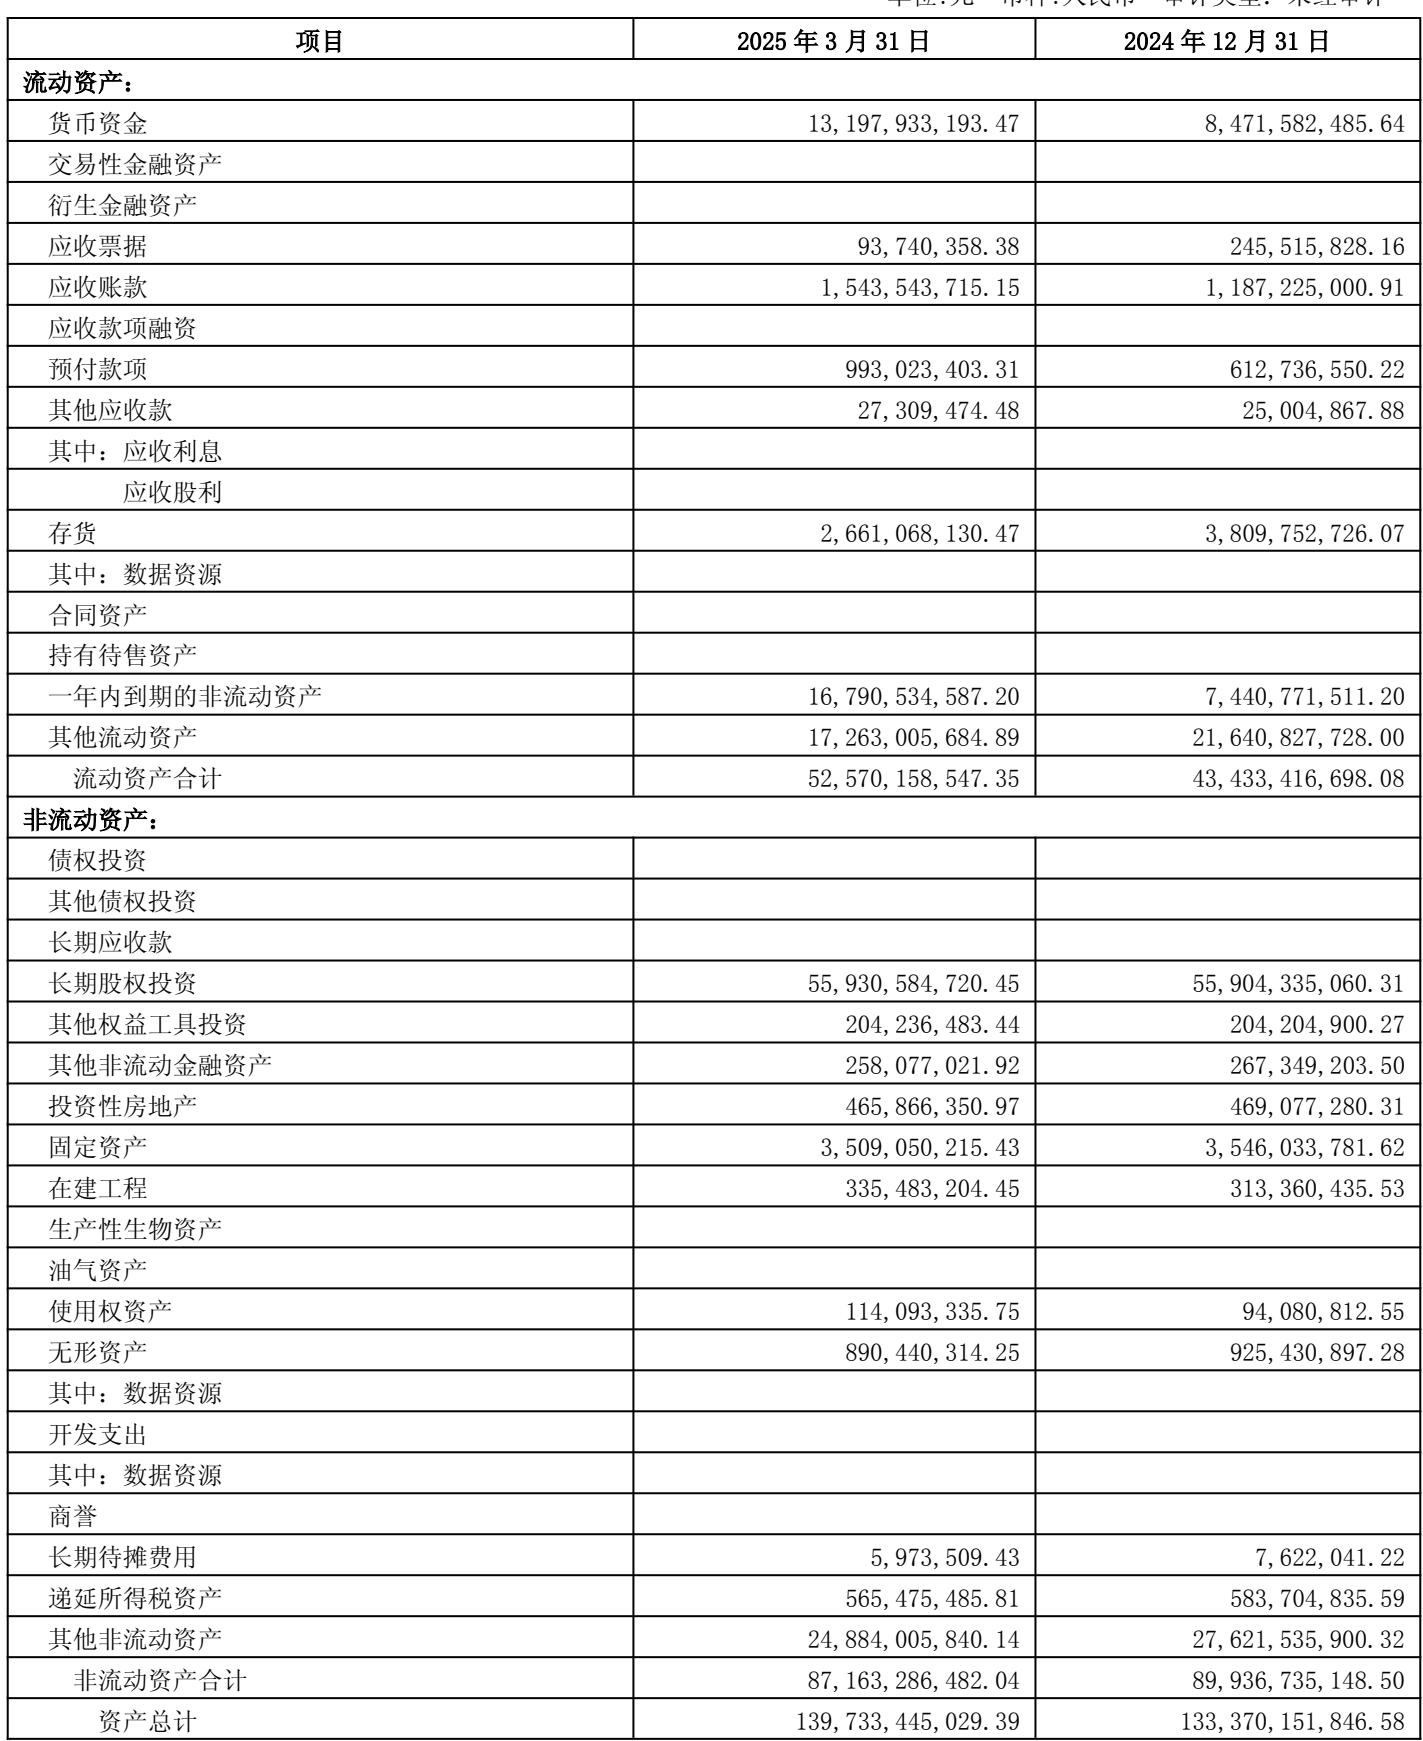 项目 2025年3月31日 2024年12月31日
流动资产：
货币资金 13,197,933,193.47 8,471,582,485.64
交易性金融资产
衍生金融资产
应收票据 93,740,358.38 245,515,828.16
应收账款 1,543,543,715.15 1,187,225,000.91
应收款项融资
预付款项 993,023,403.31 612,736,550.22
其他应收款 27,309,474.48 25,004,867.88
其中：应收利息
应收股利
存货 2,661,068,130.47 3,809,752,726.07
其中：数据资源
合同资产
持有待售资产
一年内到期的非流动资产 16,790,534,587.20 7,440,771,511.20
其他流动资产 17,263,005,684.89 21,640,827,728.00
流动资产合计 52,570,158,547.35 43,433,416,698.08
非流动资产：
债权投资
其他债权投资
长期应收款
长期股权投资 55,930,584,720.45 55,904,335,060.31
其他权益工具投资 204,236,483.44 204,204,900.27
其他非流动金融资产 258,077,021.92 267,349,203.50
投资性房地产 465,866,350.97 469,077,280.31
固定资产 3,509,050,215.43 3,546,033,781.62
在建工程 335,483,204.45 313,360,435.53
生产性生物资产
油气资产
使用权资产 114,093,335.75 94,080,812.55
无形资产 890,440,314.25 925,430,897.28
其中：数据资源
开发支出
其中：数据资源
商誉
长期待摊费用 5,973,509.43 7,622,041.22
递延所得税资产 565,475,485.81 583,704,835.59
其他非流动资产 24,884,005,840.14 27,621,535,900.32
非流动资产合计 87,163,286,482.04 89,936,735,148.50
资产总计 139,733,445,029.39 133,370,151,846.58